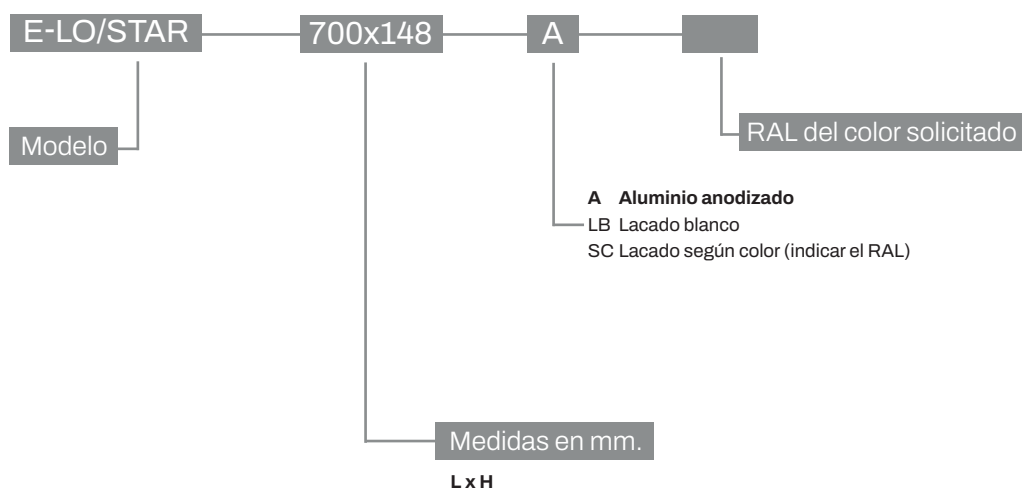 E-LO/STAR 700x148 A
Modelo
RAL del color solicitado
A Aluminio anodizado
LB Lacado blanco
SC Lacado según color (indicar el RAL)
Medidas en mm.
L x H